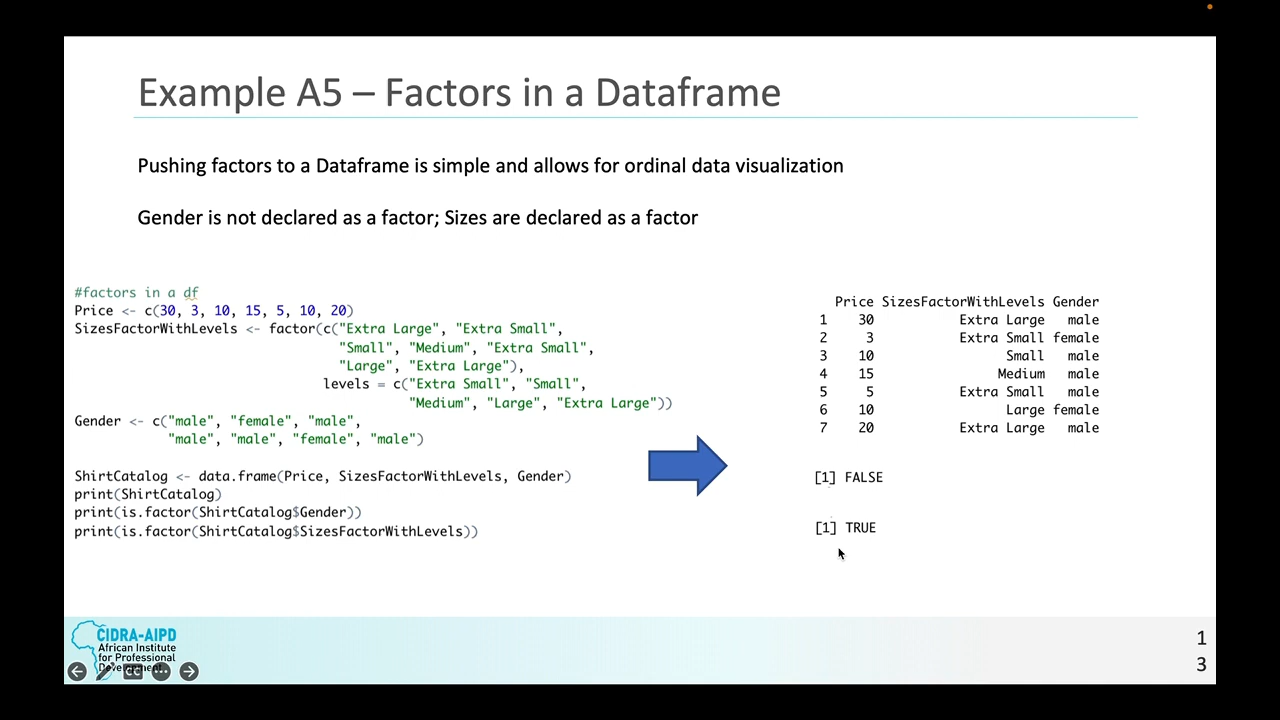 Example A5 – Factors in a Dataframe
Pushing factors to a Dataframe is simple and allows for ordinal data visualization
Gender is not declared as a factor; Sizes are declared as a factor
#factors in a df
Price <- c(30, 3, 10, 15, 5, 10, 20)
SizesFactorWithLevels <- factor(c("Extra Large", "Extra Small",
"Small", "Medium", "Extra Small",
"Large", "Extra Large"),
levels = c("Extra Small", "Small",
"Medium", "Large", "Extra Large"))
Gender <- c("male", "female", "male",
"male", "male", "female", "male")
ShirtCatalog <- data.frame(Price, SizesFactorWithLevels, Gender)
print(ShirtCatalog)
print(is.factor(ShirtCatalog$Gender))
print(is.factor(ShirtCatalog$SizesFactorWithLevels))
Price SizesFactorWithLevels Gender
1 30 Extra Large male
2 3 Extra Small female
3 10 Small male
4 15 Medium male
5 5 Extra Small male
6 10 Large female
7 20 Extra Large male
[1] FALSE
[1] TRUE
CIDRA-AIPD
African Institute
for Professional
Development
CC
1
3